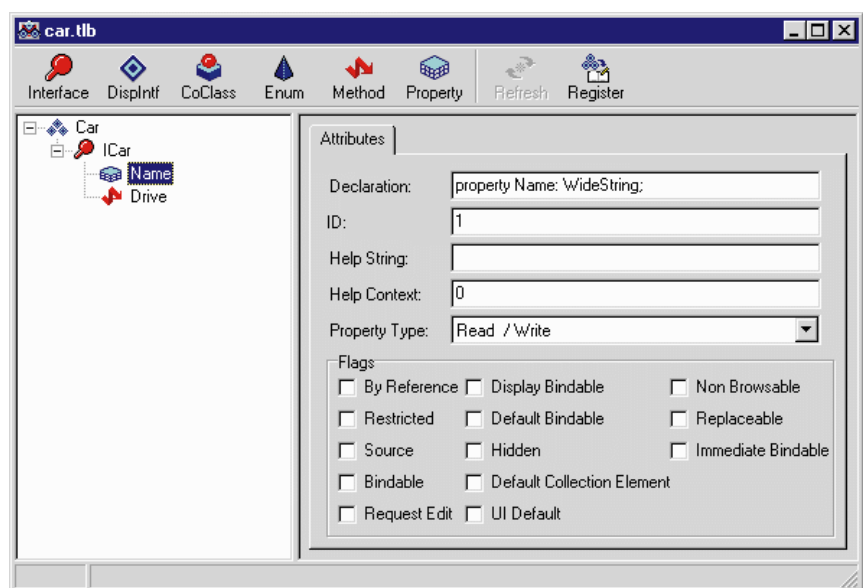 car.tlb
Interface DispIntf CoClass Enum Method Property Refresh Register
Car
ICar
Name
Drive
Attributes
Declaration: property Name: WideString;
ID: 1
Help String:
Help Context: 0
Property Type: Read / Write
Flags
By Reference Display Bindable Non Browsable
Restricted Default Bindable Replaceable
Source Hidden Immediate Bindable
Bindable Default Collection Element
Request Edit UI Default